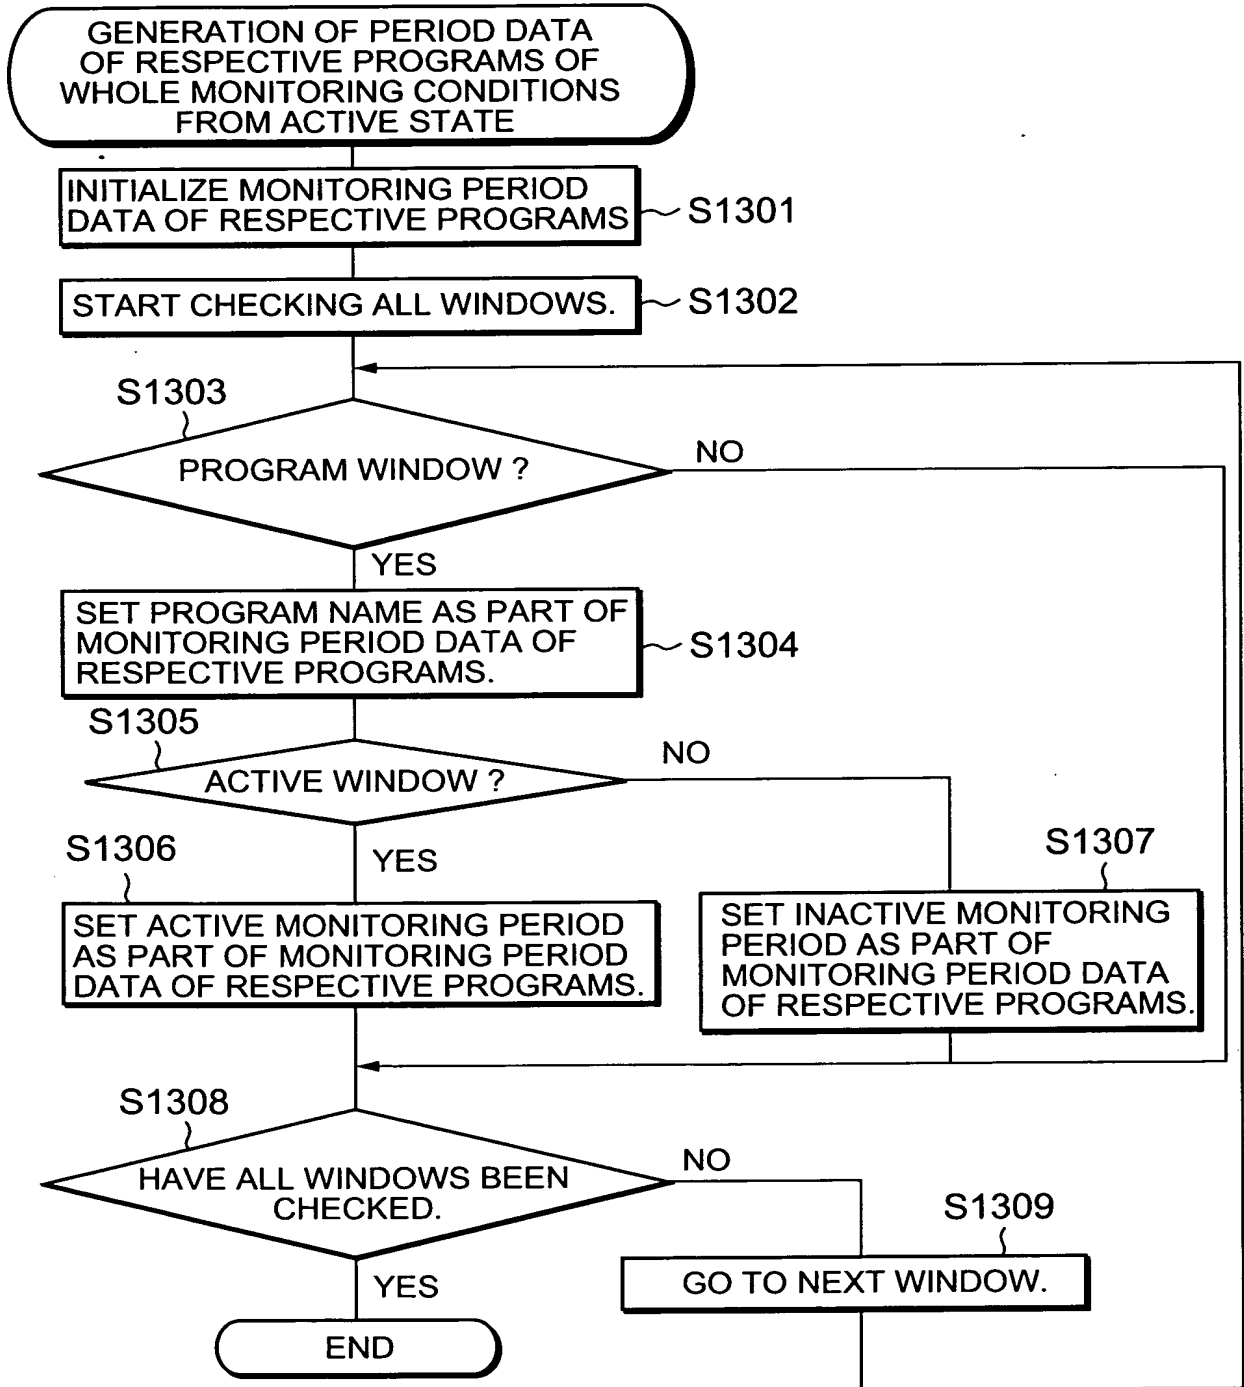 GENERATION OF PERIOD DATA
OF RESPECTIVE PROGRAMS OF
WHOLE MONITORING CONDITIONS
FROM ACTIVE STATE
INITIALIZE MONITORING PERIOD
DATA OF RESPECTIVE PROGRAMS
S1301
START CHECKING ALL WINDOWS.
S1302
S1303
PROGRAM WINDOW ?
NO
YES
SET PROGRAM NAME AS PART OF
MONITORING PERIOD DATA OF
RESPECTIVE PROGRAMS.
S1304
S1305
ACTIVE WINDOW ?
NO
YES
S1306
SET ACTIVE MONITORING PERIOD
AS PART OF MONITORING PERIOD
DATA OF RESPECTIVE PROGRAMS.
S1307
SET INACTIVE MONITORING
PERIOD AS PART OF
MONITORING PERIOD DATA
OF RESPECTIVE PROGRAMS.
S1308
HAVE ALL WINDOWS BEEN
CHECKED.
NO
YES
S1309
GO TO NEXT WINDOW.
END